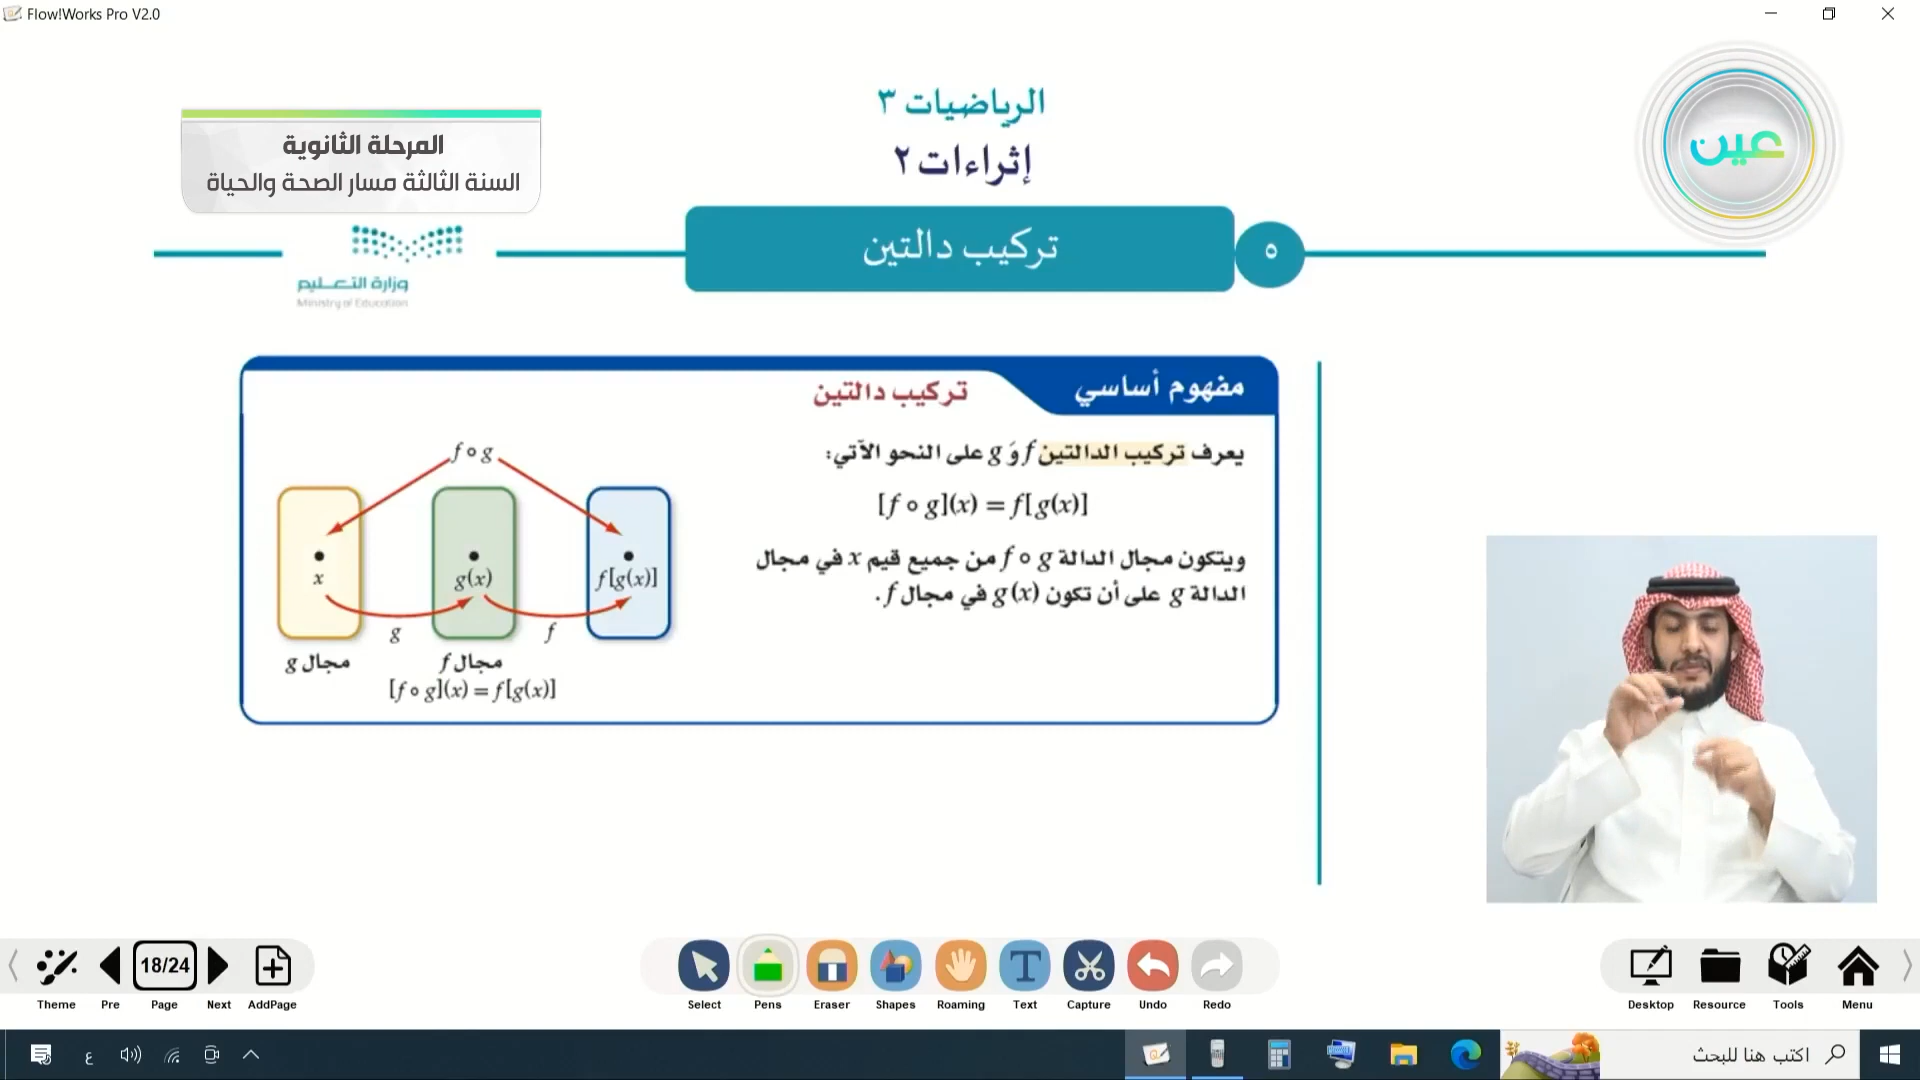 Flow!Works Pro V2.0
الرياضيات ٣
إثراءات ٢
المرحلة الثانوية
السنة الثالثة مسار الصحة والحياة
عين
وزارة التعليم
Ministry of Education
٥
تركيب دالتين
مفهوم أساسي
تركيب دالتين
يعرف تركيب الدالتين f وَ g على النحو الآتي:
[f ∘ g](x) = f[g(x)]
ويتكون مجال الدالة f ∘ g من جميع قيم x في مجال
الدالة g على أن تكون g(x) في مجال f.
f ∘ g
x
g(x)
f[g(x)]
g
f
مجال g
مجال f
[f ∘ g](x) = f[g(x)]
18/24
Theme
Pre
Page
Next
AddPage
Select
Pens
Eraser
Shapes
Roaming
T
Text
Capture
Undo
Redo
Desktop
Resource
Tools
Menu
ع
اكتب هنا للبحث